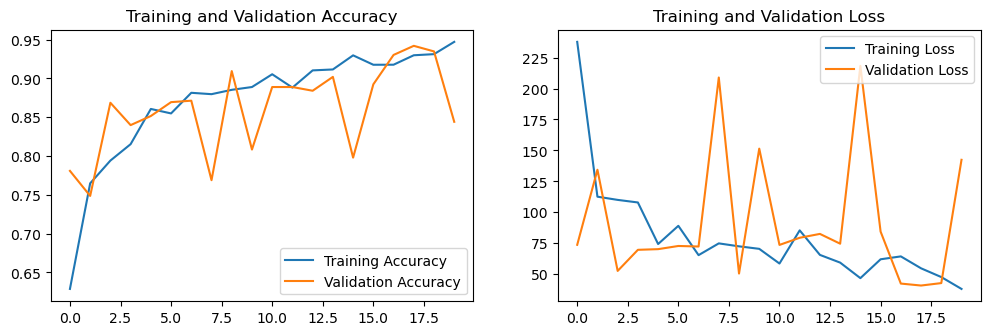 Training and Validation Accuracy
0.95
0.90
0.85
0.80
0.75
0.70
0.65
Training Accuracy
Validation Accuracy
0.0 2.5 5.0 7.5 10.0 12.5 15.0 17.5
Training and Validation Loss
225
200
175
150
125
100
75
50
Training Loss
Validation Loss
0.0 2.5 5.0 7.5 10.0 12.5 15.0 17.5